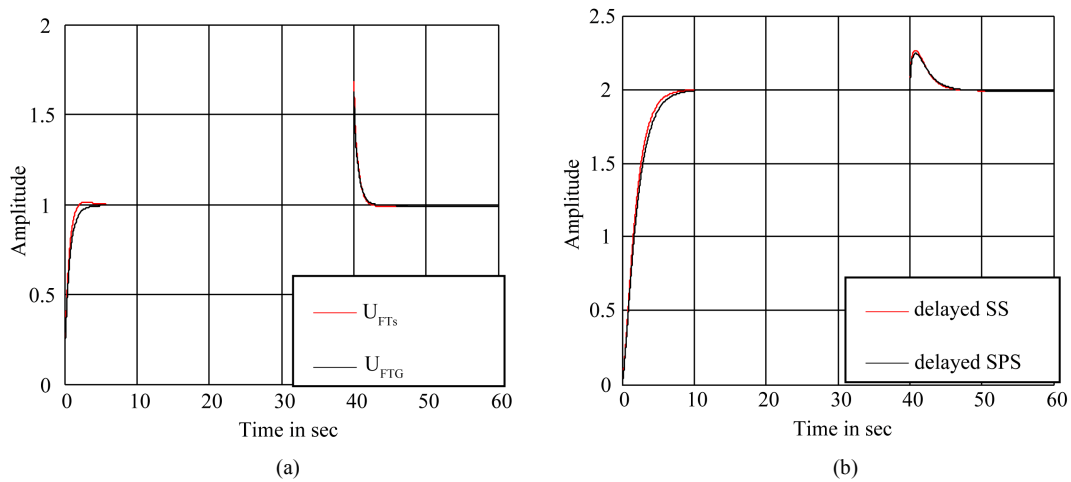 2
1.5
1
0.5
0
Amplitude
0 10 20 30 40 50 60
Time in sec
U_FTs
U_FTG
(a)
2.5
2
1.5
1
0.5
0
Amplitude
0 10 20 30 40 50 60
Time in sec
delayed SS
delayed SPS
(b)